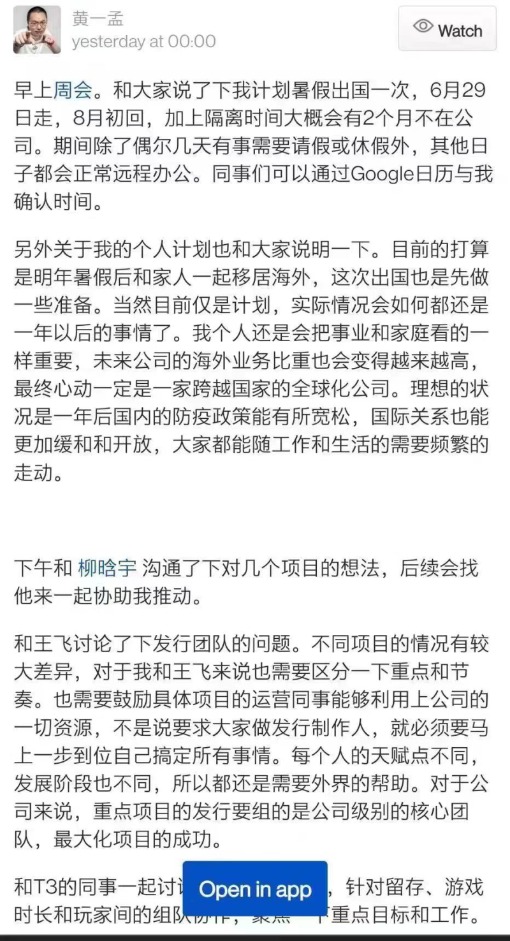 黄一孟
yesterday at 00:00
Watch
早上周会。和大家说了下我计划暑假出国一次，6月29
日走，8月初回，加上隔离时间大概会有2个月不在公
司。期间除了偶尔几天有事需要请假或休假外，其他日
子都会正常远程办公。同事们可以通过Google日历与我
确认时间。
另外关于我的个人计划也和大家说明一下。目前的打算
是明年暑假后和家人一起移居海外，这次出国也是先做
一些准备。当然目前仅是计划，实际情况会如何都还是
一年以后的事情了。我个人还是会把事业和家庭看的一
样重要，未来公司的海外业务比重也会变得越来越高，
最终心动一定是一家跨越国家的全球化公司。理想的状
况是一年后国内的防疫政策能有所宽松，国际关系也能
更加缓和和开放，大家都能随工作和生活的需要频繁的
走动。
下午和 柳晗宇 沟通了下对几个项目的想法，后续会找
他来一起协助我推动。
和王飞讨论了下发行团队的问题。不同项目的情况有较
大差异，对于我和王飞来说也需要区分一下重点和节
奏。也需要鼓励具体项目的运营同事能够利用上公司的
一切资源，不是说要求大家做发行制作人，就必须要马
上一步到位自己搞定所有事情。每个人的天赋点不同，
发展阶段也不同，所以都还是需要外界的帮助。对于公
司来说，重点项目的发行要组的是公司级别的核心团
队，最大化项目的成功。
和T3的同事一起讨 ，针对留存、游戏
Open in app
时长和玩家间的组队 下重点目标和工作。